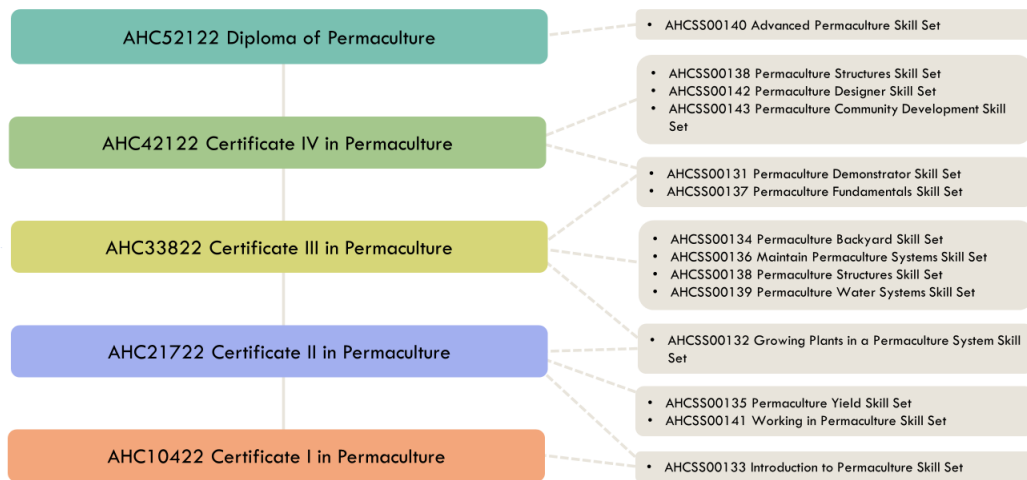 AHC52122 Diploma of Permaculture
• AHCSS00140 Advanced Permaculture Skill Set
• AHCSS00138 Permaculture Structures Skill Set
• AHCSS00142 Permaculture Designer Skill Set
• AHCSS00143 Permaculture Community Development Skill
Set
AHC42122 Certificate IV in Permaculture
• AHCSS00131 Permaculture Demonstrator Skill Set
• AHCSS00137 Permaculture Fundamentals Skill Set
AHC33822 Certificate III in Permaculture
• AHCSS00134 Permaculture Backyard Skill Set
• AHCSS00136 Maintain Permaculture Systems Skill Set
• AHCSS00138 Permaculture Structures Skill Set
• AHCSS00139 Permaculture Water Systems Skill Set
AHC21722 Certificate II in Permaculture
• AHCSS00132 Growing Plants in a Permaculture System Skill
Set
• AHCSS00135 Permaculture Yield Skill Set
• AHCSS00141 Working in Permaculture Skill Set
AHC10422 Certificate I in Permaculture
• AHCSS00133 Introduction to Permaculture Skill Set